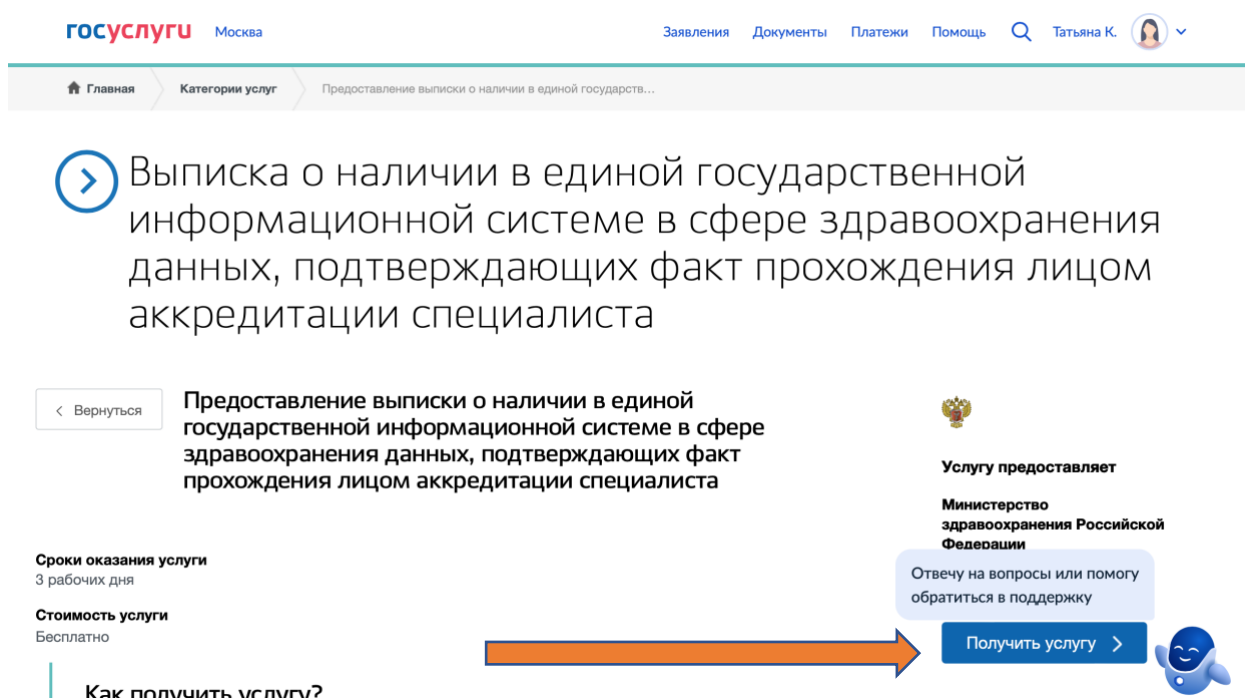 госуслуги Москва Заявления Документы Платежи Помощь Татьяна К.
Главная Категории услуг Предоставление выписки о наличии в единой государств...
Выписка о наличии в единой государственной
информационной системе в сфере здравоохранения
данных, подтверждающих факт прохождения лицом
аккредитации специалиста
Вернуться
Предоставление выписки о наличии в единой
государственной информационной системе в сфере
здравоохранения данных, подтверждающих факт
прохождения лицом аккредитации специалиста
Услугу предоставляет
Министерство
здравоохранения Российской
Федерации
Сроки оказания услуги
3 рабочих дня
Стоимость услуги
Бесплатно
Отвечу на вопросы или помогу
обратиться в поддержку
Получить услугу
Как получить услугу?